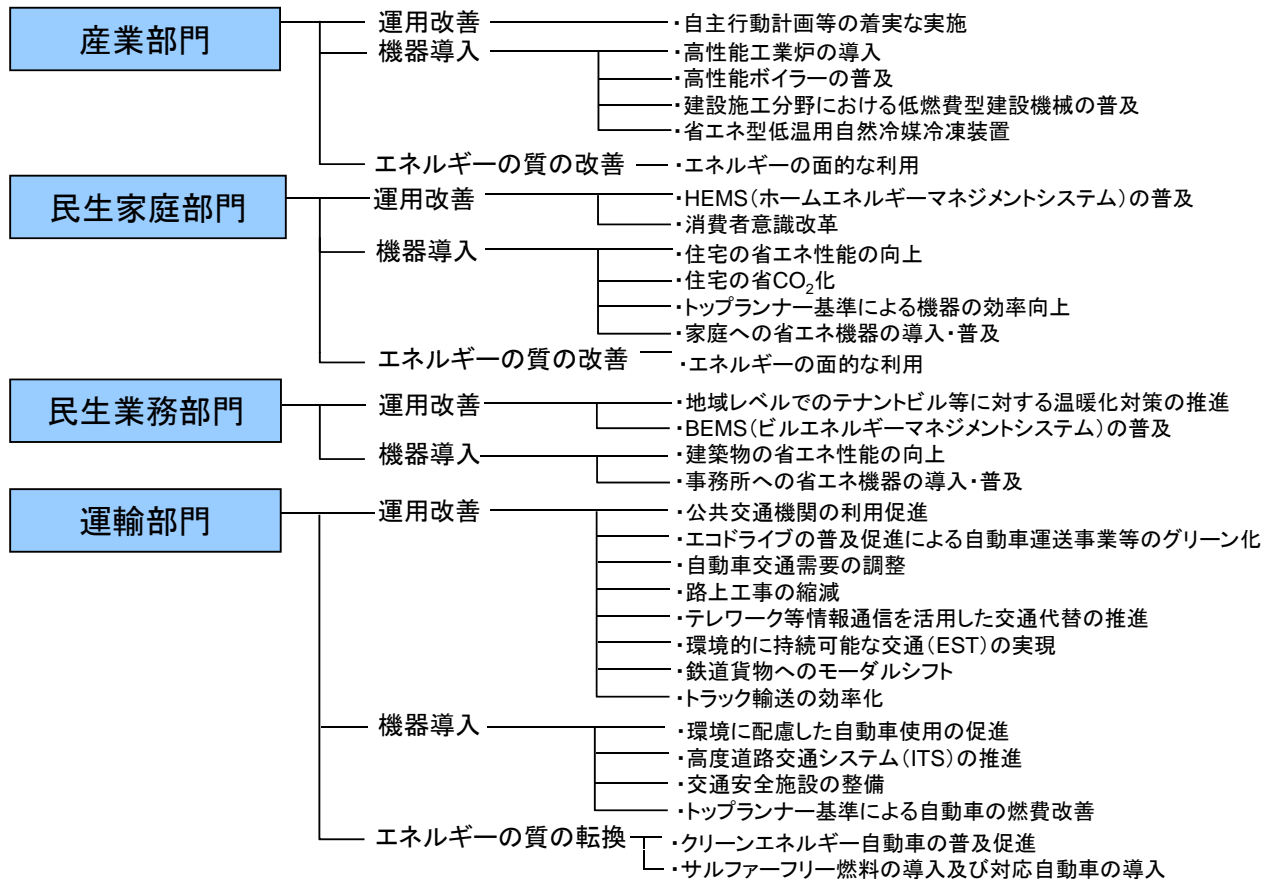 産業部門
運用改善
・自主行動計画等の着実な実施
機器導入
・高性能工業炉の導入
・高性能ボイラーの普及
・建設施工分野における低燃費型建設機械の普及
・省エネ型低温用自然冷媒冷凍装置
エネルギーの質の改善
・エネルギーの面的な利用
民生家庭部門
運用改善
・HEMS(ホームエネルギーマネジメントシステム)の普及
・消費者意識改革
機器導入
・住宅の省エネ性能の向上
・住宅の省CO₂化
・トップランナー基準による機器の効率向上
・家庭への省エネ機器の導入・普及
エネルギーの質の改善
・エネルギーの面的な利用
民生業務部門
運用改善
・地域レベルでのテナントビル等に対する温暖化対策の推進
・BEMS(ビルエネルギーマネジメントシステム)の普及
機器導入
・建築物の省エネ性能の向上
・事務所への省エネ機器の導入・普及
運輸部門
運用改善
・公共交通機関の利用促進
・エコドライブの普及促進による自動車運送事業等のグリーン化
・自動車交通需要の調整
・路上工事の縮減
・テレワーク等情報通信を活用した交通代替の推進
・環境的に持続可能な交通(EST)の実現
・鉄道貨物へのモーダルシフト
・トラック輸送の効率化
機器導入
・環境に配慮した自動車使用の促進
・高度道路交通システム(ITS)の推進
・交通安全施設の整備
・トップランナー基準による自動車の燃費改善
エネルギーの質の転換
・クリーンエネルギー自動車の普及促進
・サルファーフリー燃料の導入及び対応自動車の導入